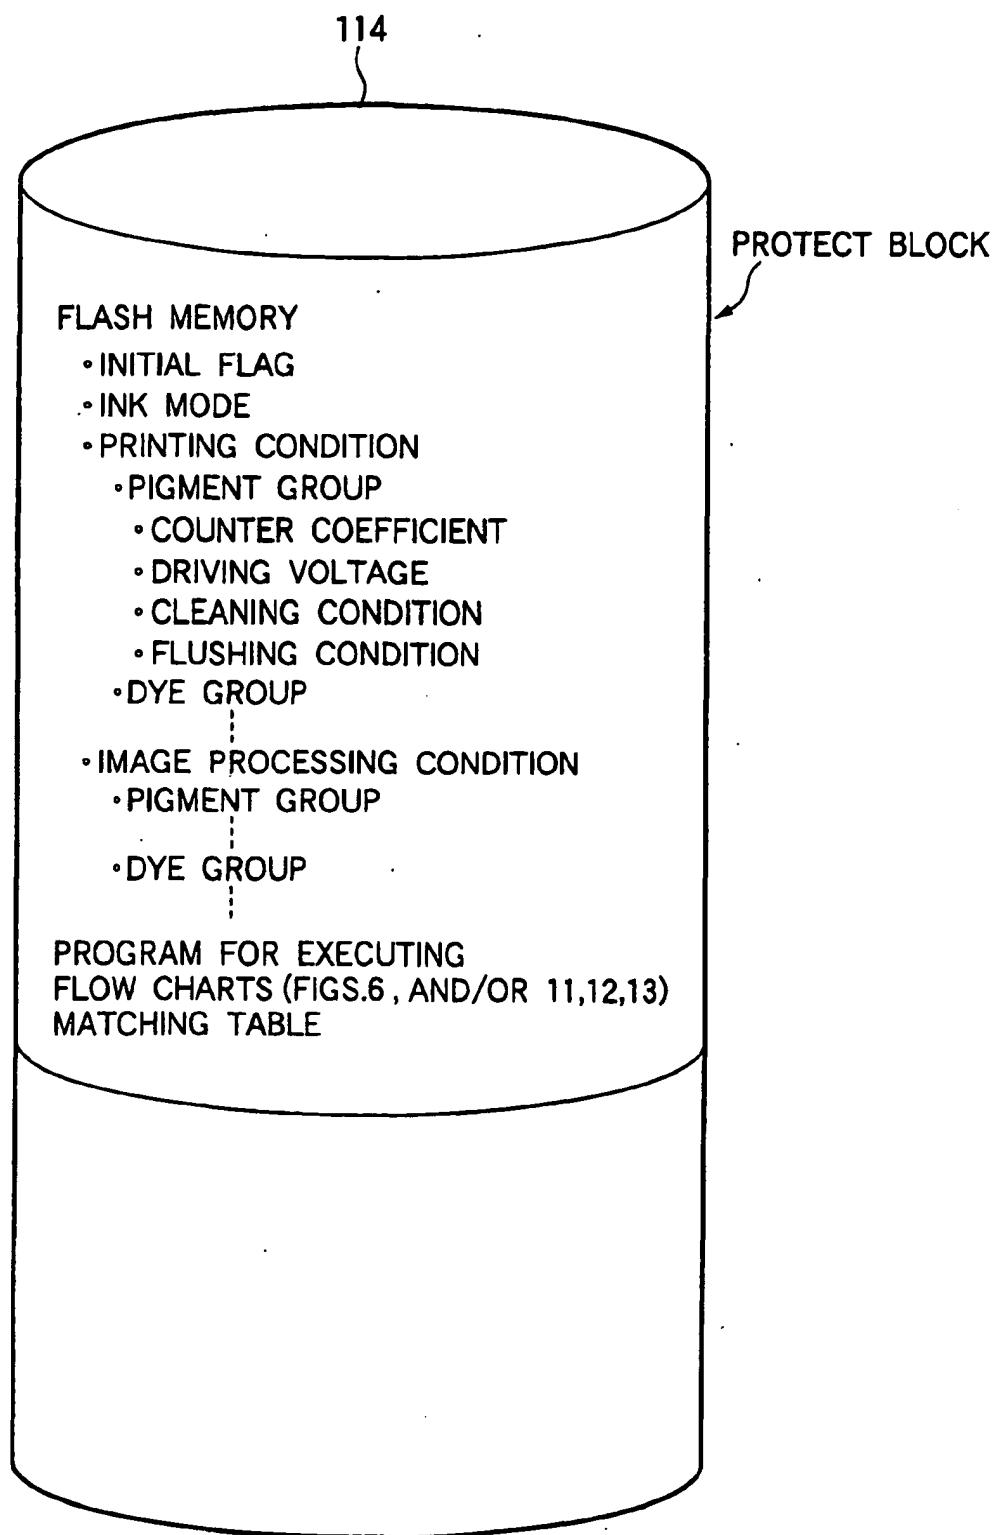 114
PROTECT BLOCK
FLASH MEMORY
∘INITIAL FLAG
∘INK MODE
∘PRINTING CONDITION
∘PIGMENT GROUP
∘COUNTER COEFFICIENT
∘DRIVING VOLTAGE
∘CLEANING CONDITION
∘FLUSHING CONDITION
∘DYE GROUP
∘IMAGE PROCESSING CONDITION
∘PIGMENT GROUP
∘DYE GROUP
PROGRAM FOR EXECUTING
FLOW CHARTS (FIGS.6, AND/OR 11,12,13)
MATCHING TABLE